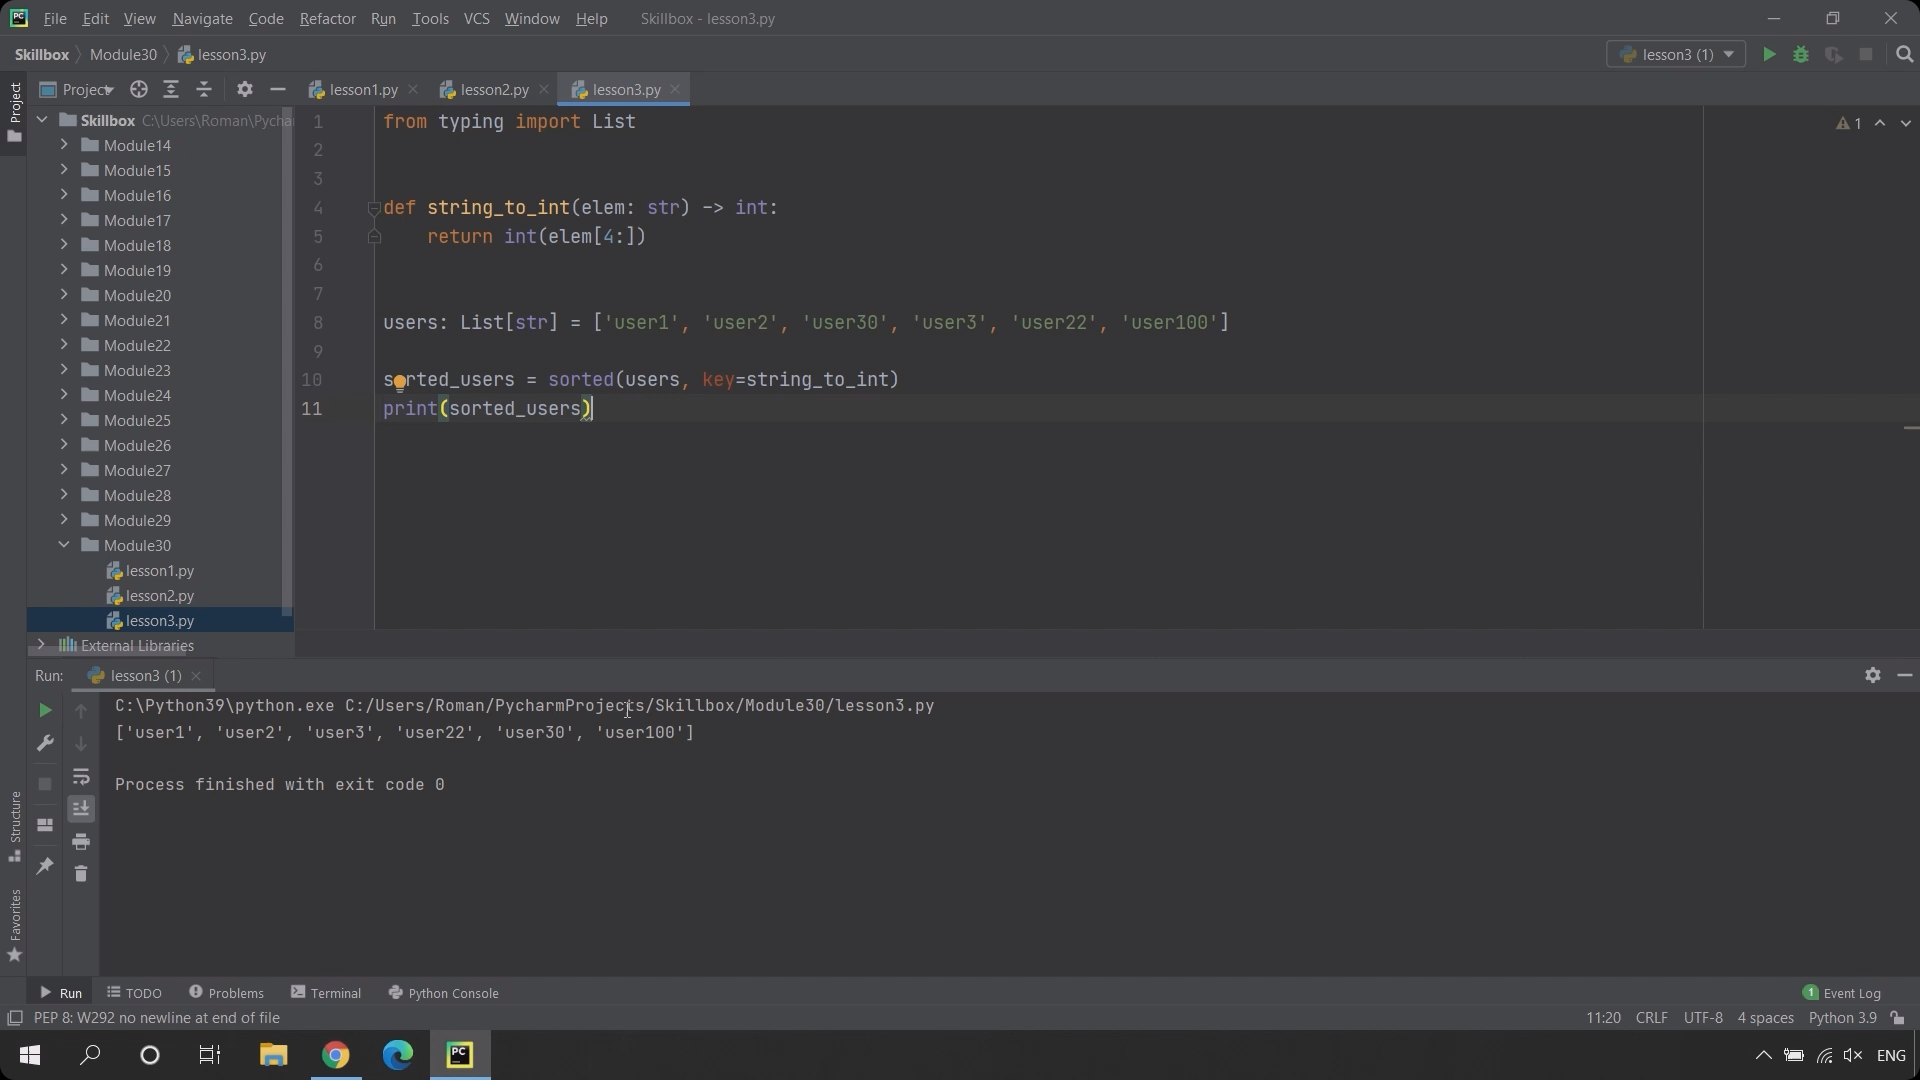 File Edit View Navigate Code Refactor Run Tools VCS Window Help Skillbox - lesson3.py
Skillbox Module30 lesson3.py lesson3 (1)
Project lesson1.py lesson2.py lesson3.py
Project
Skillbox C:\Users\Roman\Pycha
Module14
Module15
Module16
Module17
Module18
Module19
Module20
Module21
Module22
Module23
Module24
Module25
Module26
Module27
Module28
Module29
Module30
lesson1.py
lesson2.py
lesson3.py
External Libraries
1 from typing import List
2
3
4 def string_to_int(elem: str) -> int:
5 return int(elem[4:])
6
7
8 users: List[str] = ['user1', 'user2', 'user30', 'user3', 'user22', 'user100']
9
10 sorted_users = sorted(users, key=string_to_int)
11 print(sorted_users)
1
Run: lesson3 (1)
C:\Python39\python.exe C:/Users/Roman/PycharmProjects/Skillbox/Module30/lesson3.py
['user1', 'user2', 'user3', 'user22', 'user30', 'user100']
Process finished with exit code 0
Structure
Favorites
Run TODO Problems Terminal Python Console 1 Event Log
PEP 8: W292 no newline at end of file 11:20 CRLF UTF-8 4 spaces Python 3.9
PC ENG